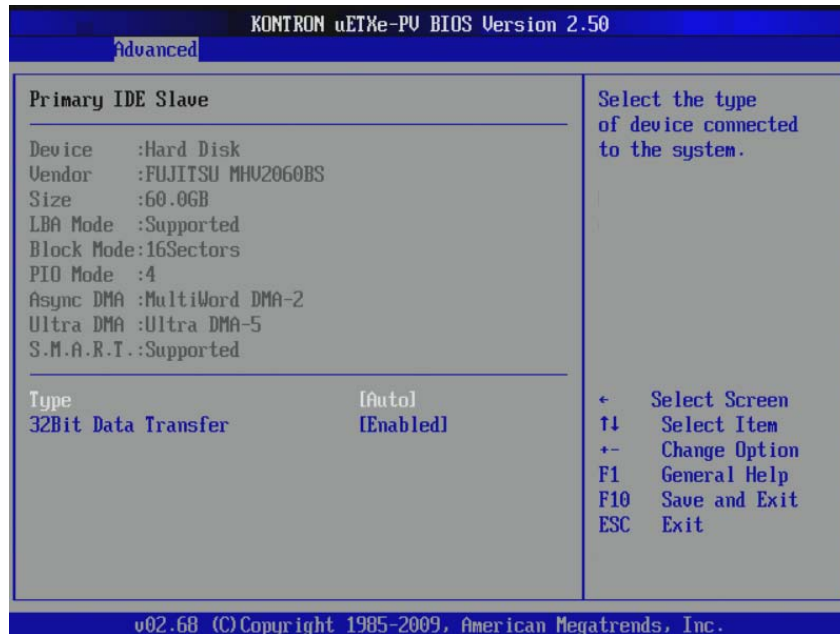 KONTRON uETXe-PV BIOS Version 2.50
Advanced
Primary IDE Slave
Device :Hard Disk
Vendor :FUJITSU MHV2060BS
Size :60.0GB
LBA Mode :Supported
Block Mode:16Sectors
PIO Mode :4
Async DMA :MultiWord DMA-2
Ultra DMA :Ultra DMA-5
S.M.A.R.T.:Supported
Type [Auto]
32Bit Data Transfer [Enabled]
Select the type
of device connected
to the system.
← Select Screen
↑↓ Select Item
+- Change Option
F1 General Help
F10 Save and Exit
ESC Exit
v02.68 (C)Copyright 1985-2009, American Megatrends, Inc.